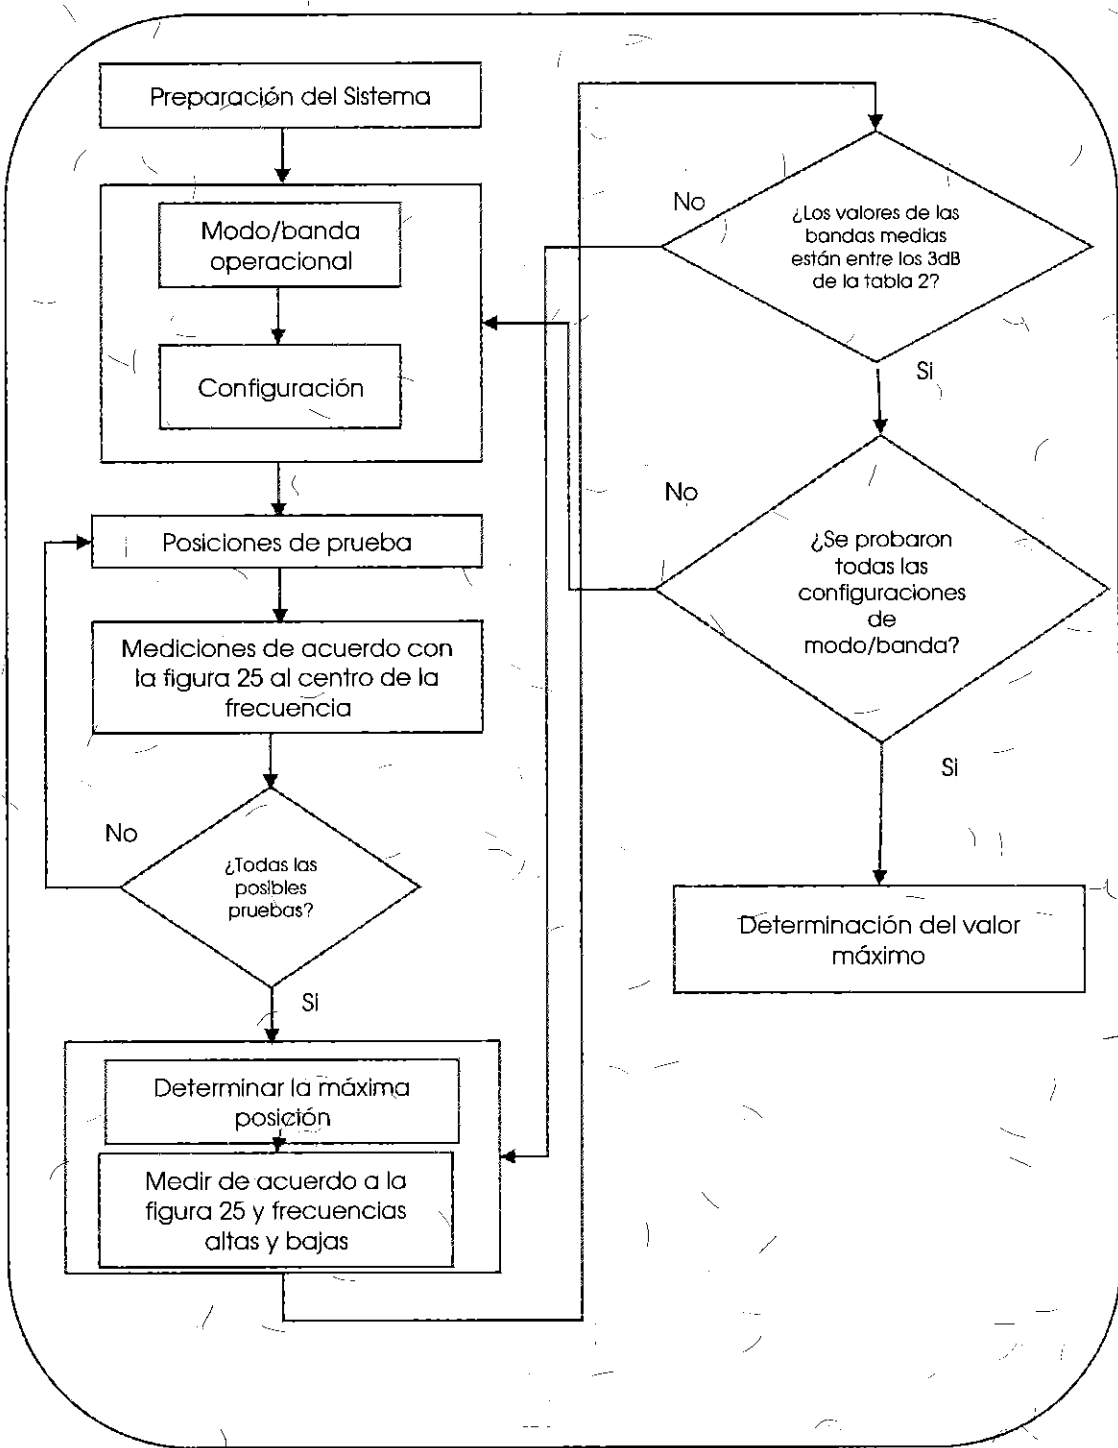 Preparación del Sistema
Modo/banda
operacional
Configuración
Posiciones de prueba
Mediciones de acuerdo con
la figura 25 al centro de la
frecuencia
No
¿Todas las
posibles
pruebas?
Si
Determinar la máxima
posición
Medir de acuerdo a la
figura 25 y frecuencias
altas y bajas
No
¿Los valores de las
bandas medias
están entre los 3dB
de la tabla 2?
Si
No
¿Se probaron
todas las
configuraciones
de
modo/banda?
Si
Determinación del valor
máximo